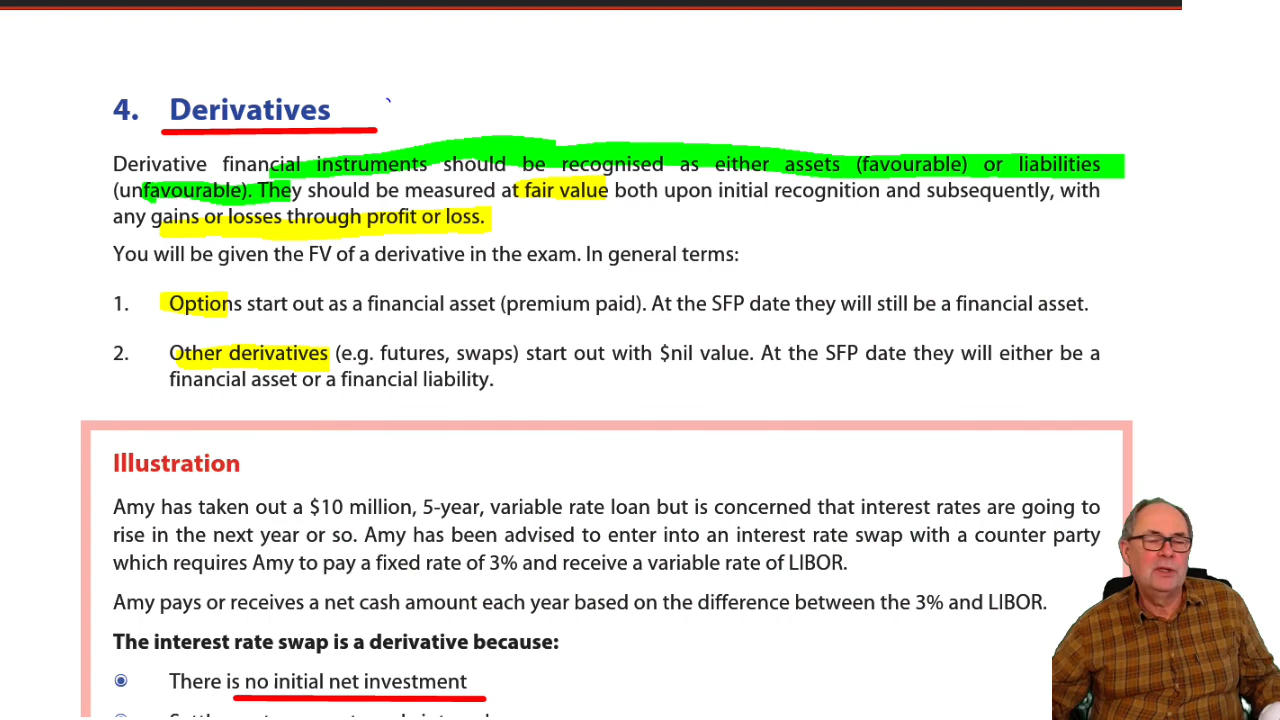 4. Derivatives
Derivative financial instruments should be recognised as either assets (favourable) or liabilities
(unfavourable). They should be measured at fair value both upon initial recognition and subsequently, with
any gains or losses through profit or loss.
You will be given the FV of a derivative in the exam. In general terms:
1. Options start out as a financial asset (premium paid). At the SFP date they will still be a financial asset.
2. Other derivatives (e.g. futures, swaps) start out with $nil value. At the SFP date they will either be a
financial asset or a financial liability.
Illustration
Amy has taken out a $10 million, 5-year, variable rate loan but is concerned that interest rates are going to
rise in the next year or so. Amy has been advised to enter into an interest rate swap with a counter party
which requires Amy to pay a fixed rate of 3% and receive a variable rate of LIBOR.
Amy pays or receives a net cash amount each year based on the difference between the 3% and LIBOR.
The interest rate swap is a derivative because:
There is no initial net investment